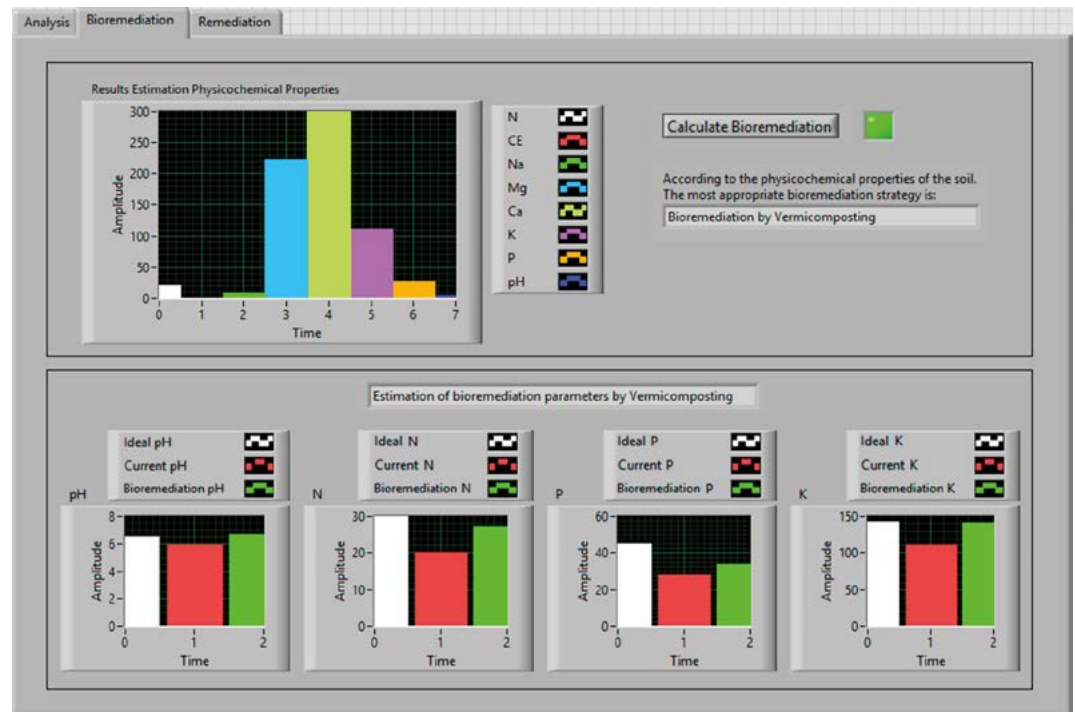 Analysis Bioremediation Remediation
Results Estimation Physicochemical Properties
300
250
200
150
100
50
0
Amplitude
0 1 2 3 4 5 6 7
Time
N
CE
Na
Mg
Ca
K
P
pH
Calculate Bioremediation
According to the physicochemical properties of the soil.
The most appropriate bioremediation strategy is:
Bioremediation by Vermicomposting
Estimation of bioremediation parameters by Vermicomposting
Ideal pH
Current pH
Bioremediation pH
pH
8
6
4
2
0
Amplitude
0 1 2
Time
Ideal N
Current N
Bioremediation N
N
30
20
10
0
Amplitude
0 1 2
Time
Ideal P
Current P
Bioremediation P
P
60
40
20
0
Amplitude
0 1 2
Time
Ideal K
Current K
Bioremediation K
K
150
100
50
0
Amplitude
0 1 2
Time